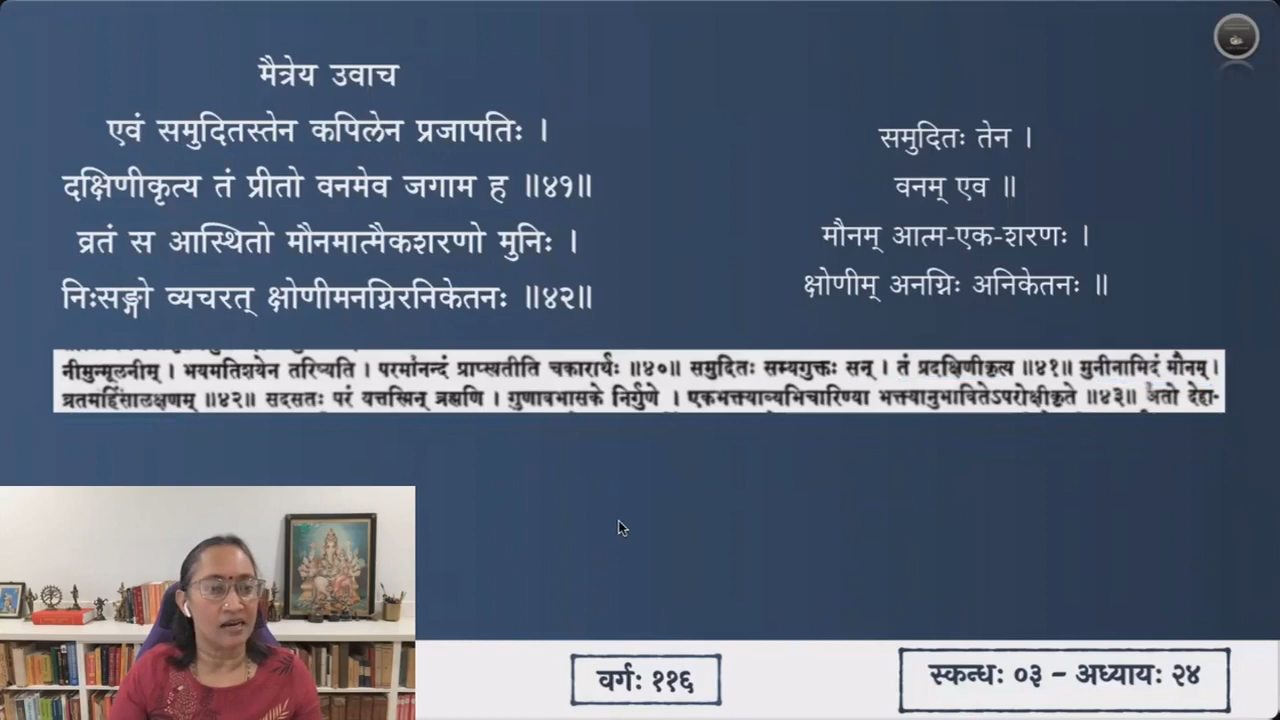 मैत्रेय उवाच
एवं समुदितस्तेन कपिलेन प्रजापतिः ।
दक्षिणीकृत्य तं प्रीतो वनमेव जगाम ह ॥४१॥
व्रतं स आस्थितो मौनमात्मैकशरणो मुनिः ।
निःसङ्गो व्यचरत् क्षोणीमनग्निरनिकेतनः ॥४२॥
समुदितः तेन ।
वनम् एव ॥
मौनम् आत्म-एक-शरणः ।
क्षोणीम् अनग्निः अनिकेतनः ॥
नीमुन्मूलनीम् । भयमतिशयेन तरिष्यति । परमानन्दं प्राप्स्यतीति चकारार्थः ॥४०॥ समुदितः सम्यगुक्तः सन् । तं प्रदक्षिणीकृत्य ॥४१॥ मुनीनामिदं मौनम् ।
व्रतमहिंसालक्षणम् ॥४२॥ सदसतः परं यत्तस्मिन् ब्रह्मणि । गुणावभासके निर्गुणे । एकभक्त्याव्यभिचारिण्या भक्त्यानुभावितेऽपरोक्षीकृते ॥४३॥ अतो देहा-
वर्गः ११६
स्कन्धः ०३ - अध्यायः २४